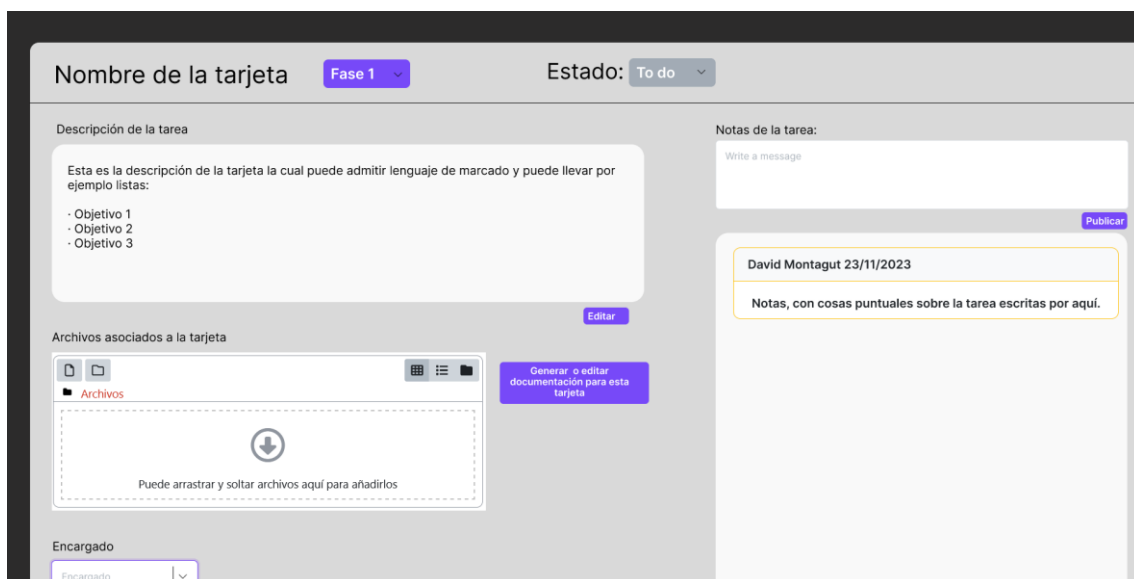 Nombre de la tarjeta
Fase 1
Estado:
To do
Descripción de la tarea
Esta es la descripción de la tarjeta la cual puede admitir lenguaje de marcado y puede llevar por
ejemplo listas:
· Objetivo 1
· Objetivo 2
· Objetivo 3
Editar
Archivos asociados a la tarjeta
Archivos
Puede arrastrar y soltar archivos aquí para añadirlos
Generar o editar
documentación para esta
tarjeta
Encargado
Encargado
Notas de la tarea:
Write a message
Publicar
David Montagut 23/11/2023
Notas, con cosas puntuales sobre la tarea escritas por aquí.